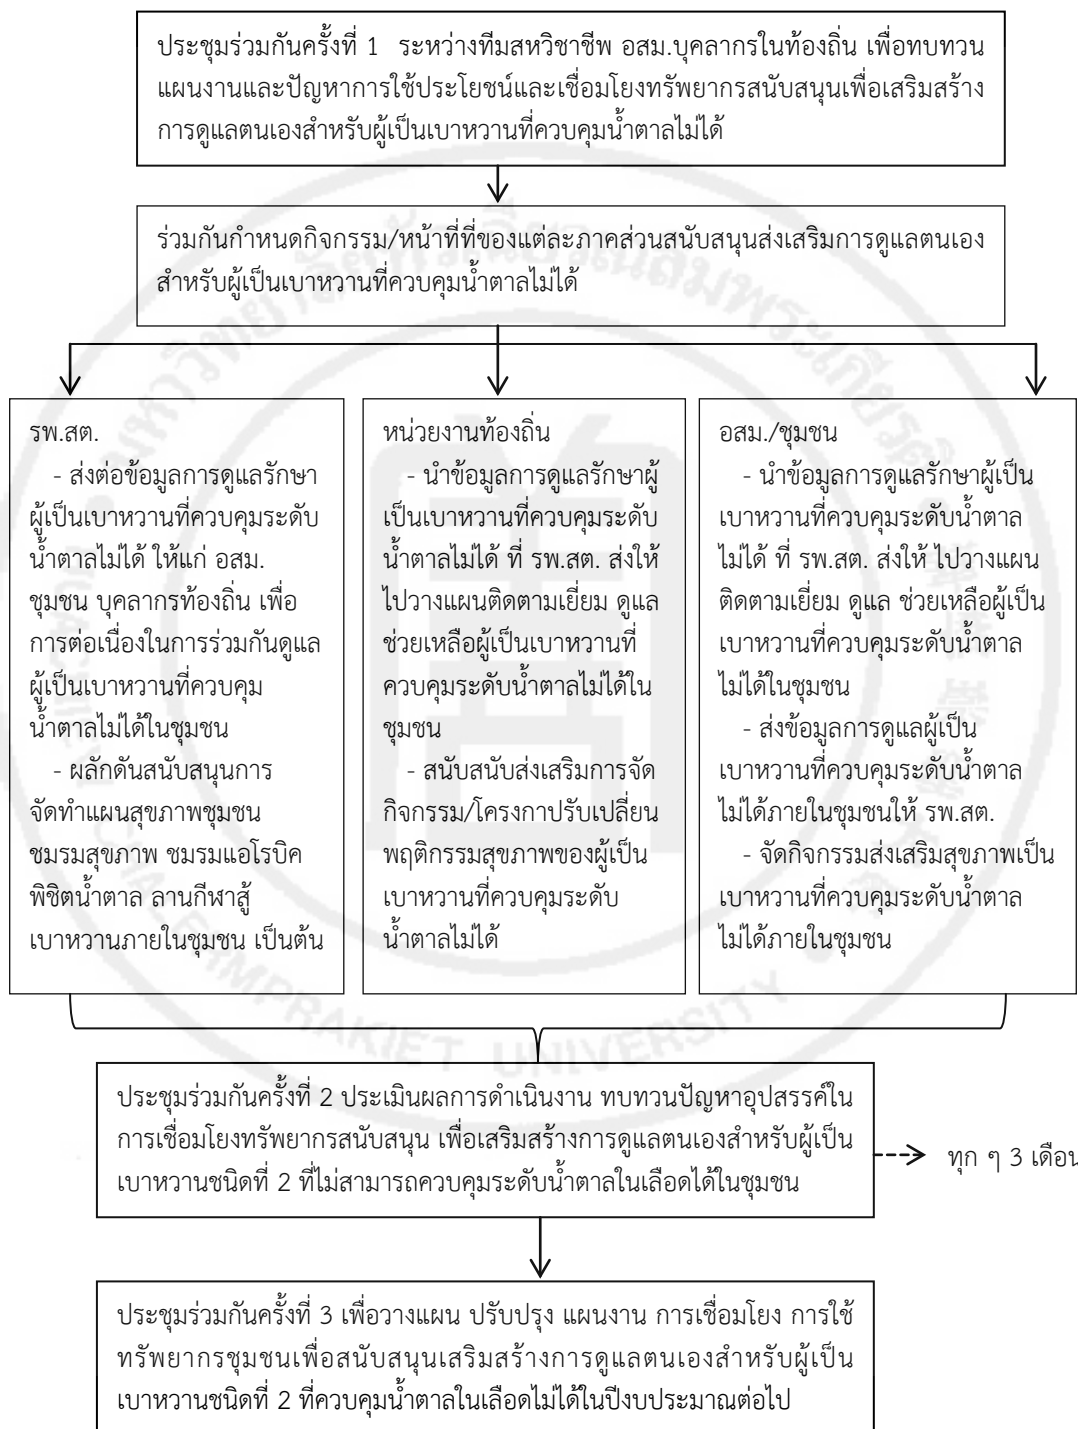 ประชุมร่วมกันครั้งที่ 1 ระหว่างทีมสหวิชาชีพ อสม.บุคลากรในท้องถิ่น เพื่อทบทวน
แผนงานและปัญหาการใช้ประโยชน์และเชื่อมโยงทรัพยากรสนับสนุนเพื่อเสริมสร้าง
การดูแลตนเองสำหรับผู้เป็นเบาหวานที่ควบคุมน้ำตาลไม่ได้
ร่วมกันกำหนดกิจกรรม/หน้าที่ที่ของแต่ละภาคส่วนสนับสนุนส่งเสริมการดูแลตนเอง
สำหรับผู้เป็นเบาหวานที่ควบคุมน้ำตาลไม่ได้
รพ.สต.
- ส่งต่อข้อมูลการดูแลรักษา
ผู้เป็นเบาหวานที่ควบคุมระดับ
น้ำตาลไม่ได้ ให้แก่ อสม.
ชุมชน บุคลากรท้องถิ่น เพื่อ
การต่อเนื่องในการร่วมกันดูแล
ผู้เป็นเบาหวานที่ควบคุม
น้ำตาลไม่ได้ในชุมชน
- ผลักดันสนับสนุนการ
จัดทำแผนสุขภาพชุมชน
ชมรมสุขภาพ ชมรมแอโรบิค
พิชิตน้ำตาล ลานกีฬาสู้
เบาหวานภายในชุมชน เป็นต้น
หน่วยงานท้องถิ่น
- นำข้อมูลการดูแลรักษาผู้
เป็นเบาหวานที่ควบคุมระดับ
น้ำตาลไม่ได้ ที่ รพ.สต. ส่งให้
ไปวางแผนติดตามเยี่ยม ดูแล
ช่วยเหลือผู้เป็นเบาหวานที่
ควบคุมระดับน้ำตาลไม่ได้ใน
ชุมชน
- สนับสนับส่งเสริมการจัด
กิจกรรม/โครงกาปรับเปลี่ยน
พฤติกรรมสุขภาพของผู้เป็น
เบาหวานที่ควบคุมระดับ
น้ำตาลไม่ได้
อสม./ชุมชน
- นำข้อมูลการดูแลรักษาผู้เป็น
เบาหวานที่ควบคุมระดับน้ำตาล
ไม่ได้ ที่ รพ.สต. ส่งให้ ไปวางแผน
ติดตามเยี่ยม ดูแล ช่วยเหลือผู้เป็น
เบาหวานที่ควบคุมระดับน้ำตาล
ไม่ได้ในชุมชน
- ส่งข้อมูลการดูแลผู้เป็น
เบาหวานที่ควบคุมระดับน้ำตาล
ไม่ได้ภายในชุมชนให้ รพ.สต.
- จัดกิจกรรมส่งเสริมสุขภาพเป็น
เบาหวานที่ควบคุมระดับน้ำตาล
ไม่ได้ภายในชุมชน
ประชุมร่วมกันครั้งที่ 2 ประเมินผลการดำเนินงาน ทบทวนปัญหาอุปสรรค์ใน
การเชื่อมโยงทรัพยากรสนับสนุน เพื่อเสริมสร้างการดูแลตนเองสำหรับผู้เป็น
เบาหวานชนิดที่ 2 ที่ไม่สามารถควบคุมระดับน้ำตาลในเลือดได้ในชุมชน
ทุก ๆ 3 เดือน
ประชุมร่วมกันครั้งที่ 3 เพื่อวางแผน ปรับปรุง แผนงาน การเชื่อมโยง การใช้
ทรัพยากรชุมชนเพื่อสนับสนุนเสริมสร้างการดูแลตนเองสำหรับผู้เป็น
เบาหวานชนิดที่ 2 ที่ควบคุมน้ำตาลในเลือดไม่ได้ในปีงบประมาณต่อไป